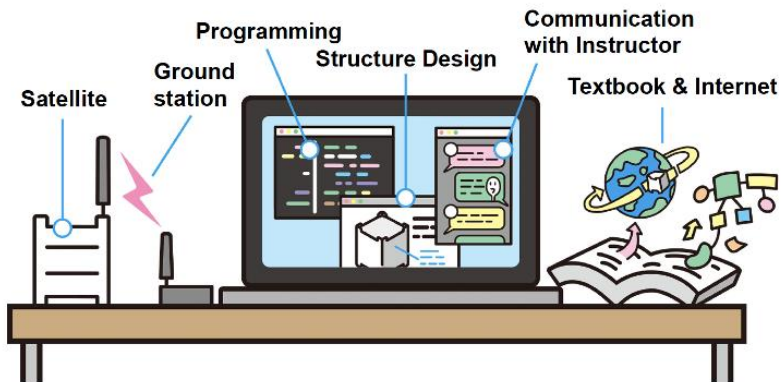 Programming
Communication
with Instructor
Structure Design
Ground
station
Satellite
Textbook & Internet